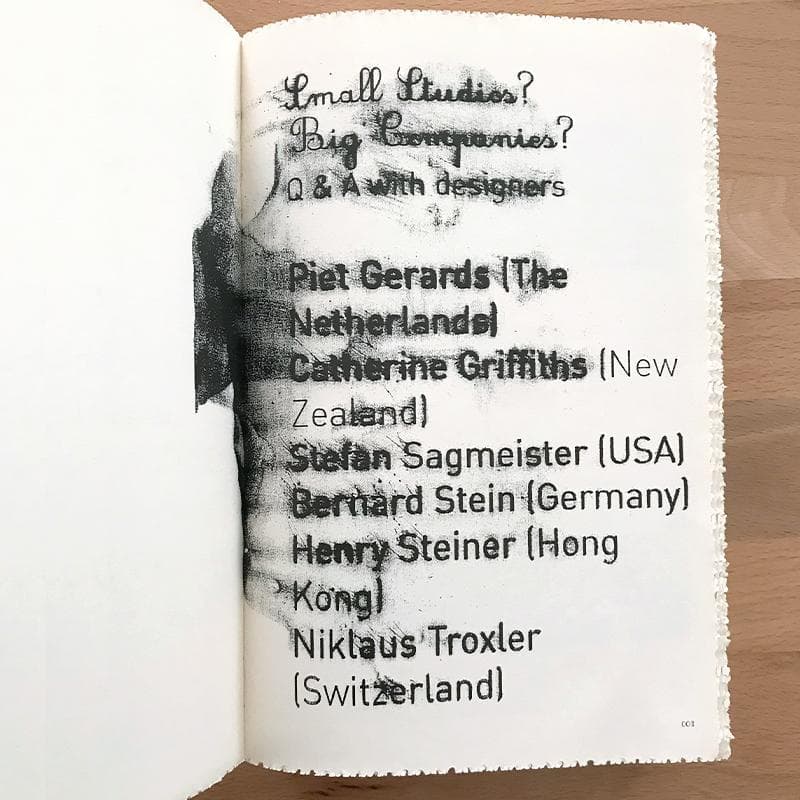 Small Studios?
Big Companies?
Q & A with designers
Piet Gerards (The
Netherlands)
Catherine Griffiths (New
Zealand)
Stefan Sagmeister (USA)
Bernard Stein (Germany)
Henry Steiner (Hong
Kong)
Niklaus Troxler
(Switzerland)